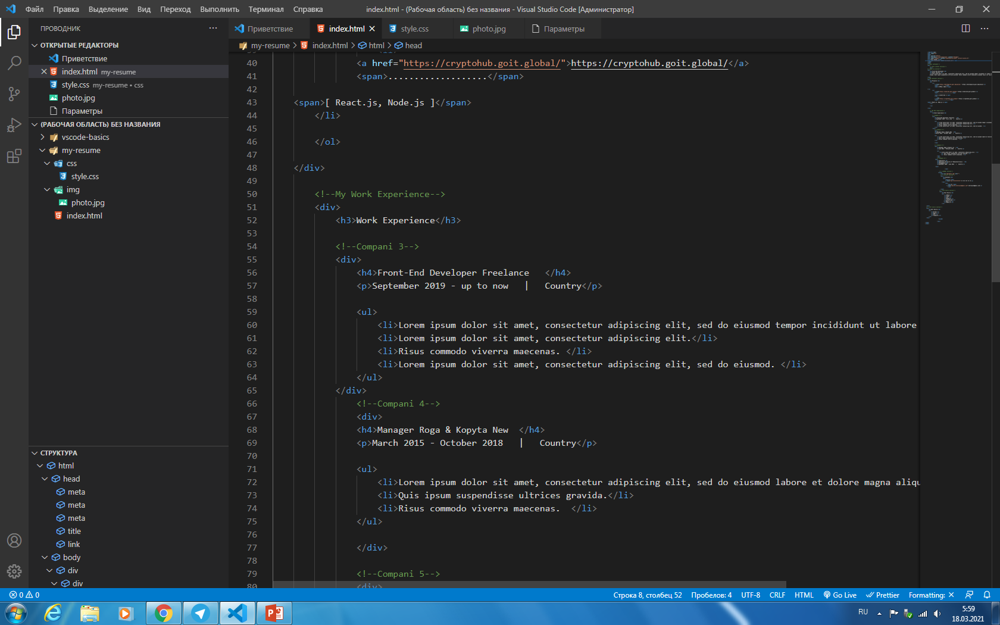 Файл Правка Выделение Вид Переход Выполнить Терминал Справка
index.html - (Рабочая область) без названия - Visual Studio Code [Администратор]
ПРОВОДНИК
ОТКРЫТЫЕ РЕДАКТОРЫ
Приветствие
index.html my-resume
style.css my-resume • css
photo.jpg
Параметры
(РАБОЧАЯ ОБЛАСТЬ) БЕЗ НАЗВАНИЯ
vscode-basics
my-resume
css
style.css
img
photo.jpg
index.html
СТРУКТУРА
html
head
meta
meta
meta
title
link
body
div
div
Приветствие index.html style.css photo.jpg Параметры
my-resume > index.html > html > head
40 <a href="https://cryptohub.goit.global/">https://cryptohub.goit.global/</a>
41 <span>...................</span>
42
43 <span>[ React.js, Node.js ]</span>
44 </li>
45
46 </ol>
47
48 </div>
49
50 <!--My Work Experience-->
51 <div>
52 <h3>Work Experience</h3>
53
54 <!--Compani 3-->
55 <div>
56 <h4>Front-End Developer Freelance </h4>
57 <p>September 2019 - up to now | Country</p>
58
59 <ul>
60 <li>Lorem ipsum dolor sit amet, consectetur adipiscing elit, sed do eiusmod tempor incididunt ut labore
61 <li>Lorem ipsum dolor sit amet, consectetur adipiscing elit.</li>
62 <li>Risus commodo viverra maecenas. </li>
63 <li>Lorem ipsum dolor sit amet, consectetur adipiscing elit, sed do eiusmod. </li>
64 </ul>
65 </div>
66 <!--Compani 4-->
67 <div>
68 <h4>Manager Roga & Kopyta New </h4>
69 <p>March 2015 - October 2018 | Country</p>
70
71 <ul>
72 <li>Lorem ipsum dolor sit amet, consectetur adipiscing elit, sed do eiusmod labore et dolore magna aliqu
73 <li>Quis ipsum suspendisse ultrices gravida.</li>
74 <li>Risus commodo viverra maecenas. </li>
75 </ul>
76
77 </div>
78
79 <!--Compani 5-->
80 <div>
0 0 Строка 8, столбец 52 Пробелов: 4 UTF-8 CRLF HTML Go Live Prettier Formatting: ×
RU 5:59
18.03.2021